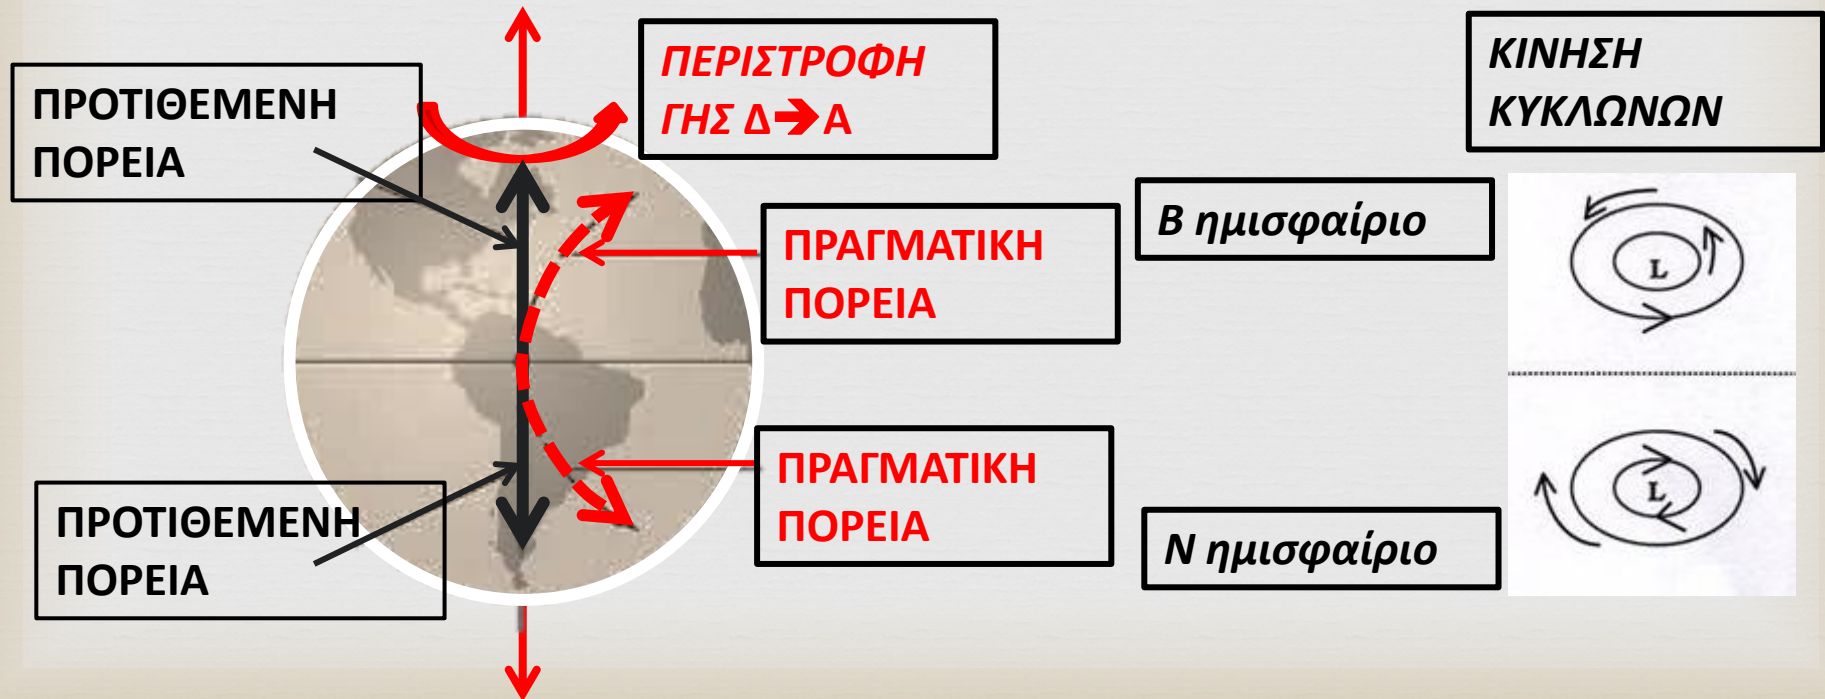 ΠΡΟΤΙΘΕΜΕΝΗ
ΠΟΡΕΙΑ
ΠΕΡΙΣΤΡΟΦΗ
ΓΗΣ Δ➔Α
ΚΙΝΗΣΗ
ΚΥΚΛΩΝΩΝ
ΠΡΑΓΜΑΤΙΚΗ
ΠΟΡΕΙΑ
Β ημισφαίριο
L
ΠΡΟΤΙΘΕΜΕΝΗ
ΠΟΡΕΙΑ
ΠΡΑΓΜΑΤΙΚΗ
ΠΟΡΕΙΑ
Ν ημισφαίριο
L